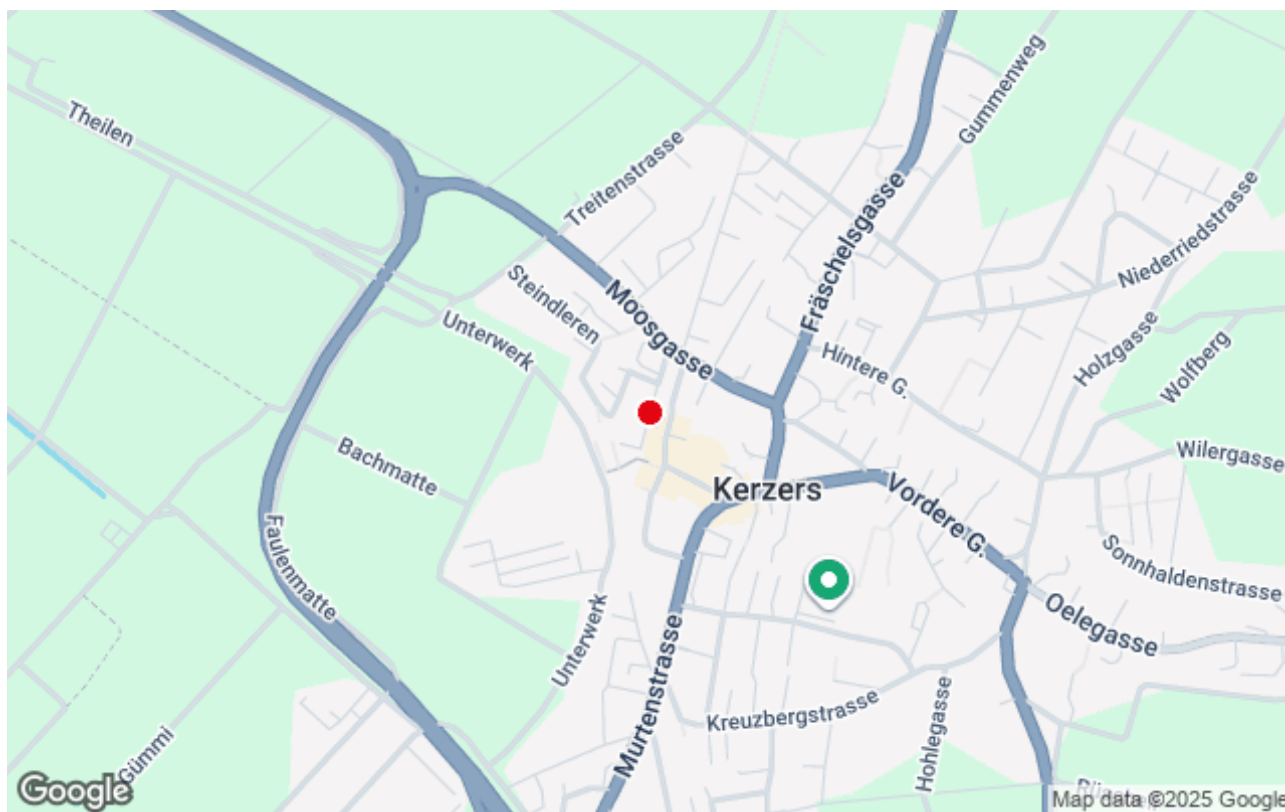 Theilen
Treitenstrasse
Gummenweg
Fräschelsgasse
Niederriedstrasse
Steindleren
Unterwerk
Moosgasse
Hintere G.
Holzgasse
Wolfberg
Bachmatte
Wilergasse
Kerzers
Vordere G.
Faulenmatte
Sonnhaldenstrasse
Oelegasse
Unterwerk
Murtenstrasse
Kreuzbergstrasse
Hohlegasse
Gümmi
Google
Map data ©2025 Google